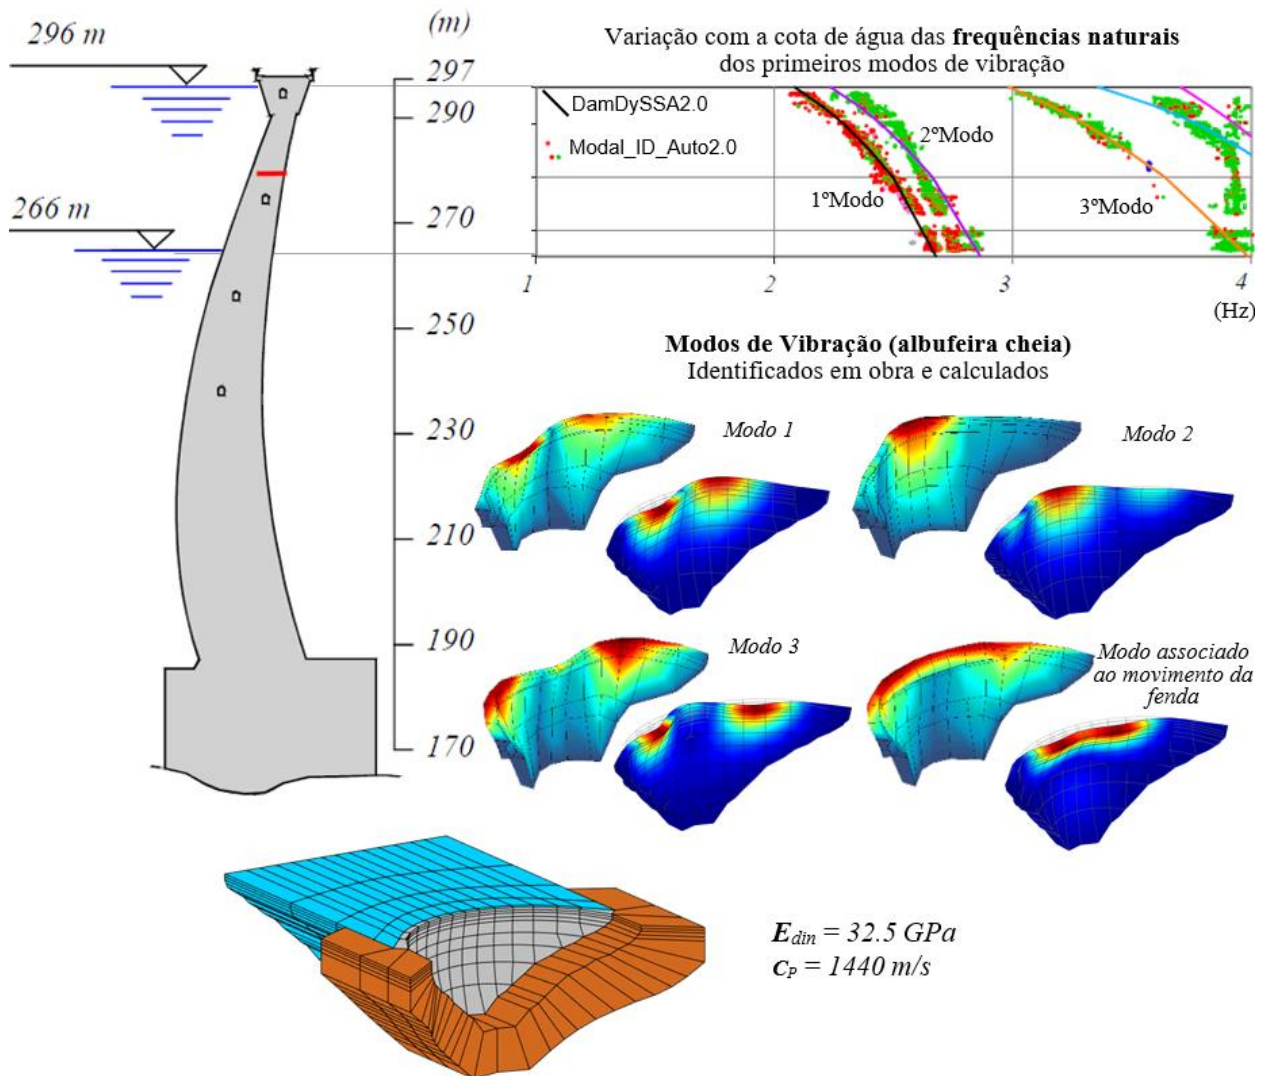 296 m
266 m
(m)
297
290
270
250
230
210
190
170
Variação com a cota de água das frequências naturais
dos primeiros modos de vibração
DamDySSA2.0
Modal_ID_Auto2.0
2ºModo
1ºModo
3ºModo
1
2
3
4
(Hz)
Modos de Vibração (albufeira cheia)
Identificados em obra e calculados
Modo 1
Modo 2
Modo 3
Modo associado
ao movimento da
fenda
Edin = 32.5 GPa
cP = 1440 m/s